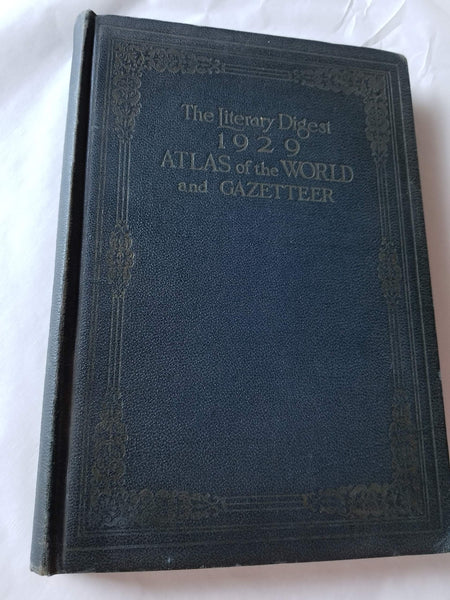 The Literary Digest
1929
ATLAS of the WORLD
and GAZETTEER